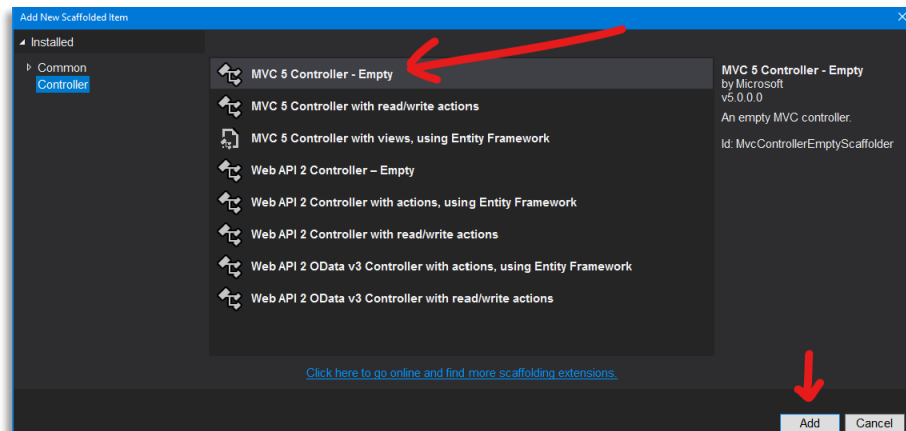 Add New Scaffolded Item
Installed
Common
Controller
MVC 5 Controller - Empty
MVC 5 Controller with read/write actions
MVC 5 Controller with views, using Entity Framework
Web API 2 Controller – Empty
Web API 2 Controller with actions, using Entity Framework
Web API 2 Controller with read/write actions
Web API 2 OData v3 Controller with actions, using Entity Framework
Web API 2 OData v3 Controller with read/write actions
Click here to go online and find more scaffolding extensions.
MVC 5 Controller - Empty
by Microsoft
v5.0.0.0
An empty MVC controller.
Id: MvcControllerEmptyScaffolder
Add
Cancel